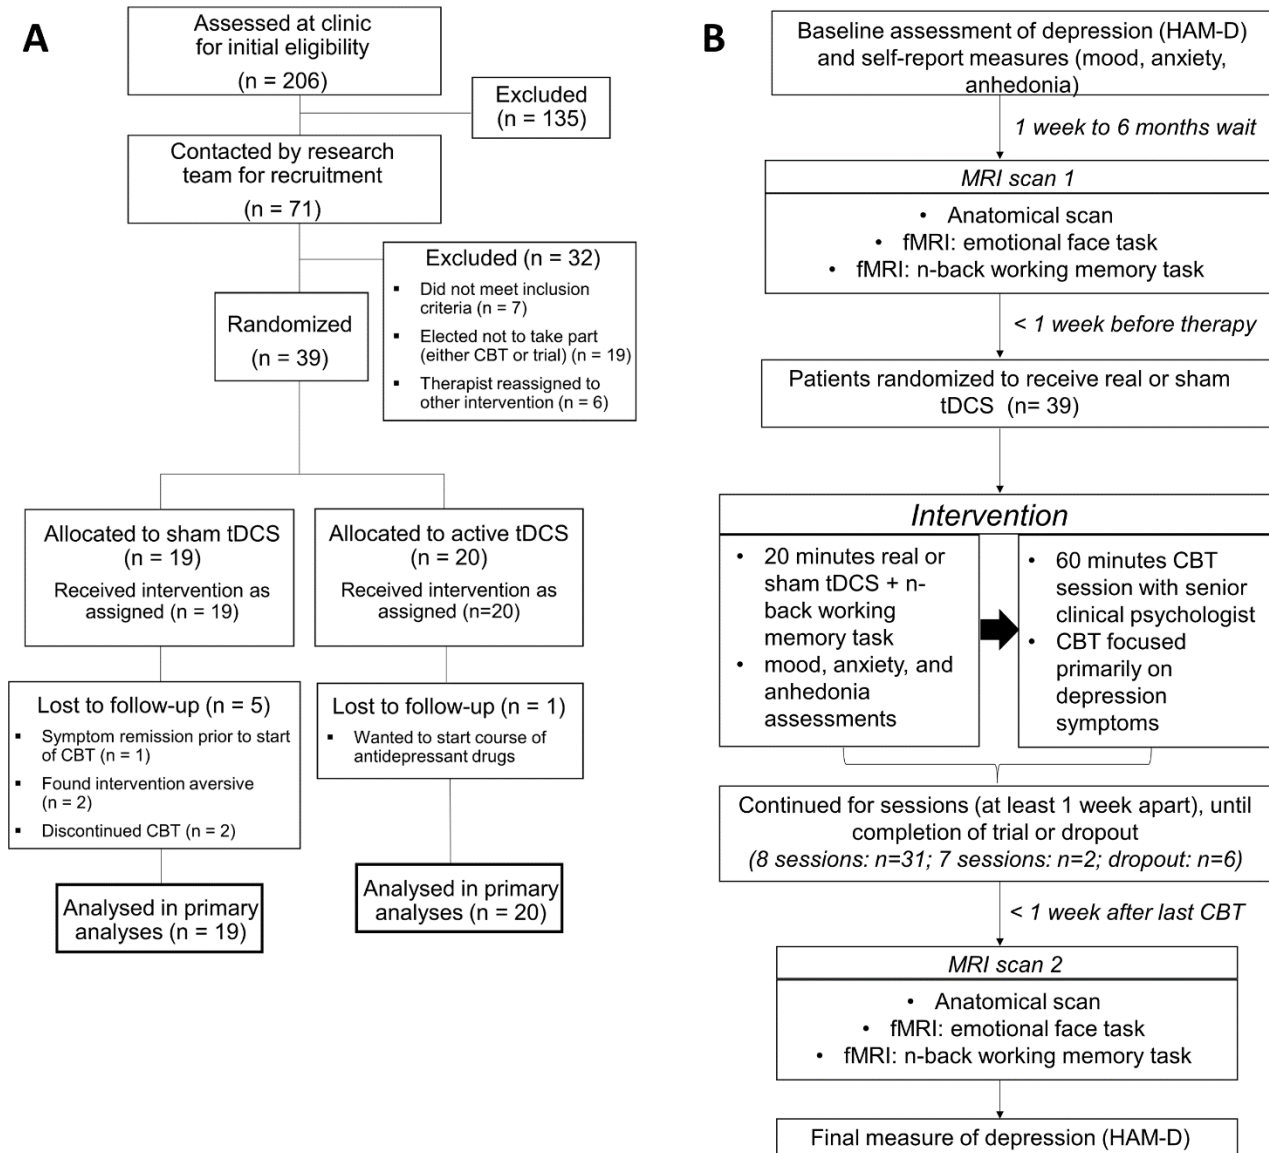 A
Assessed at clinic
for initial eligibility
(n = 206)
Excluded
(n = 135)
Contacted by research
team for recruitment
(n = 71)
Excluded (n = 32)
▪ Did not meet inclusion
criteria (n = 7)
▪ Elected not to take part
(either CBT or trial) (n = 19)
▪ Therapist reassigned to
other intervention (n = 6)
Randomized
(n = 39)
Allocated to sham tDCS
(n = 19)
Received intervention as
assigned (n = 19)
Allocated to active tDCS
(n = 20)
Received intervention as
assigned (n=20)
Lost to follow-up (n = 5)
▪ Symptom remission prior to start
of CBT (n = 1)
▪ Found intervention aversive
(n = 2)
▪ Discontinued CBT (n = 2)
Lost to follow-up (n = 1)
▪ Wanted to start course of
antidepressant drugs
Analysed in primary
analyses (n = 19)
Analysed in primary
analyses (n = 20)
B
Baseline assessment of depression (HAM-D)
and self-report measures (mood, anxiety,
anhedonia)
1 week to 6 months wait
MRI scan 1
• Anatomical scan
• fMRI: emotional face task
• fMRI: n-back working memory task
< 1 week before therapy
Patients randomized to receive real or sham
tDCS (n= 39)
Intervention
• 20 minutes real or
sham tDCS + n-
back working
memory task
• mood, anxiety, and
anhedonia
assessments
• 60 minutes CBT
session with senior
clinical psychologist
• CBT focused
primarily on
depression
symptoms
Continued for sessions (at least 1 week apart), until
completion of trial or dropout
(8 sessions: n=31; 7 sessions: n=2; dropout: n=6)
< 1 week after last CBT
MRI scan 2
• Anatomical scan
• fMRI: emotional face task
• fMRI: n-back working memory task
Final measure of depression (HAM-D)